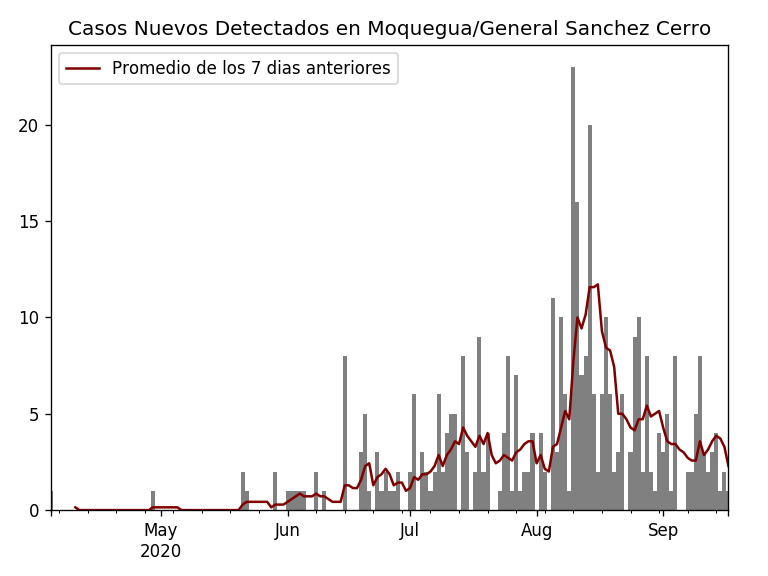 Casos Nuevos Detectados en Moquegua/General Sanchez Cerro
Promedio de los 7 dias anteriores
20
15
10
5
0
May
Jun
Jul
Aug
Sep
2020